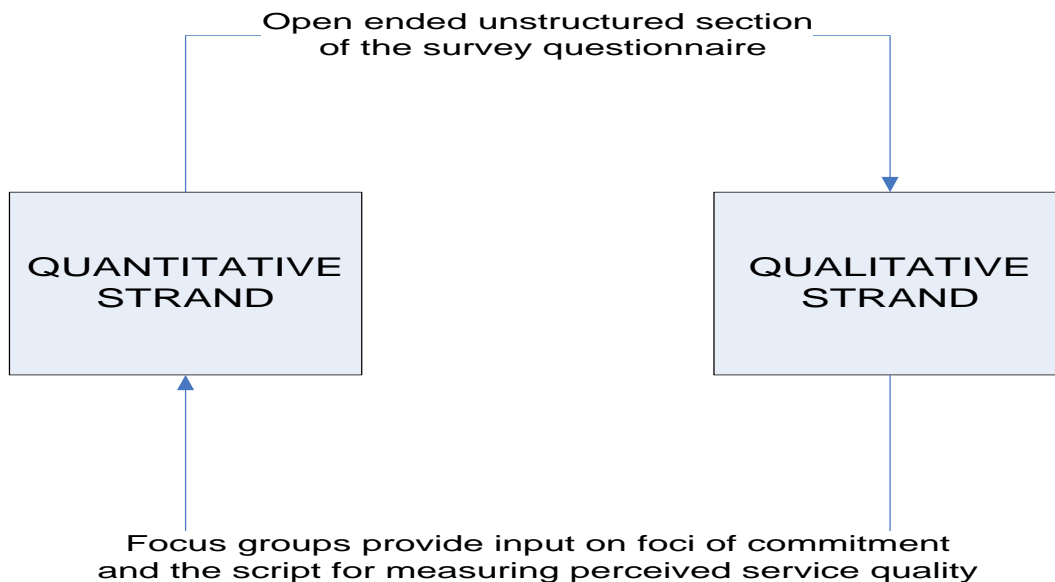 Open ended unstructured section
of the survey questionnaire
QUANTITATIVE
STRAND
QUALITATIVE
STRAND
Focus groups provide input on foci of commitment
and the script for measuring perceived service quality